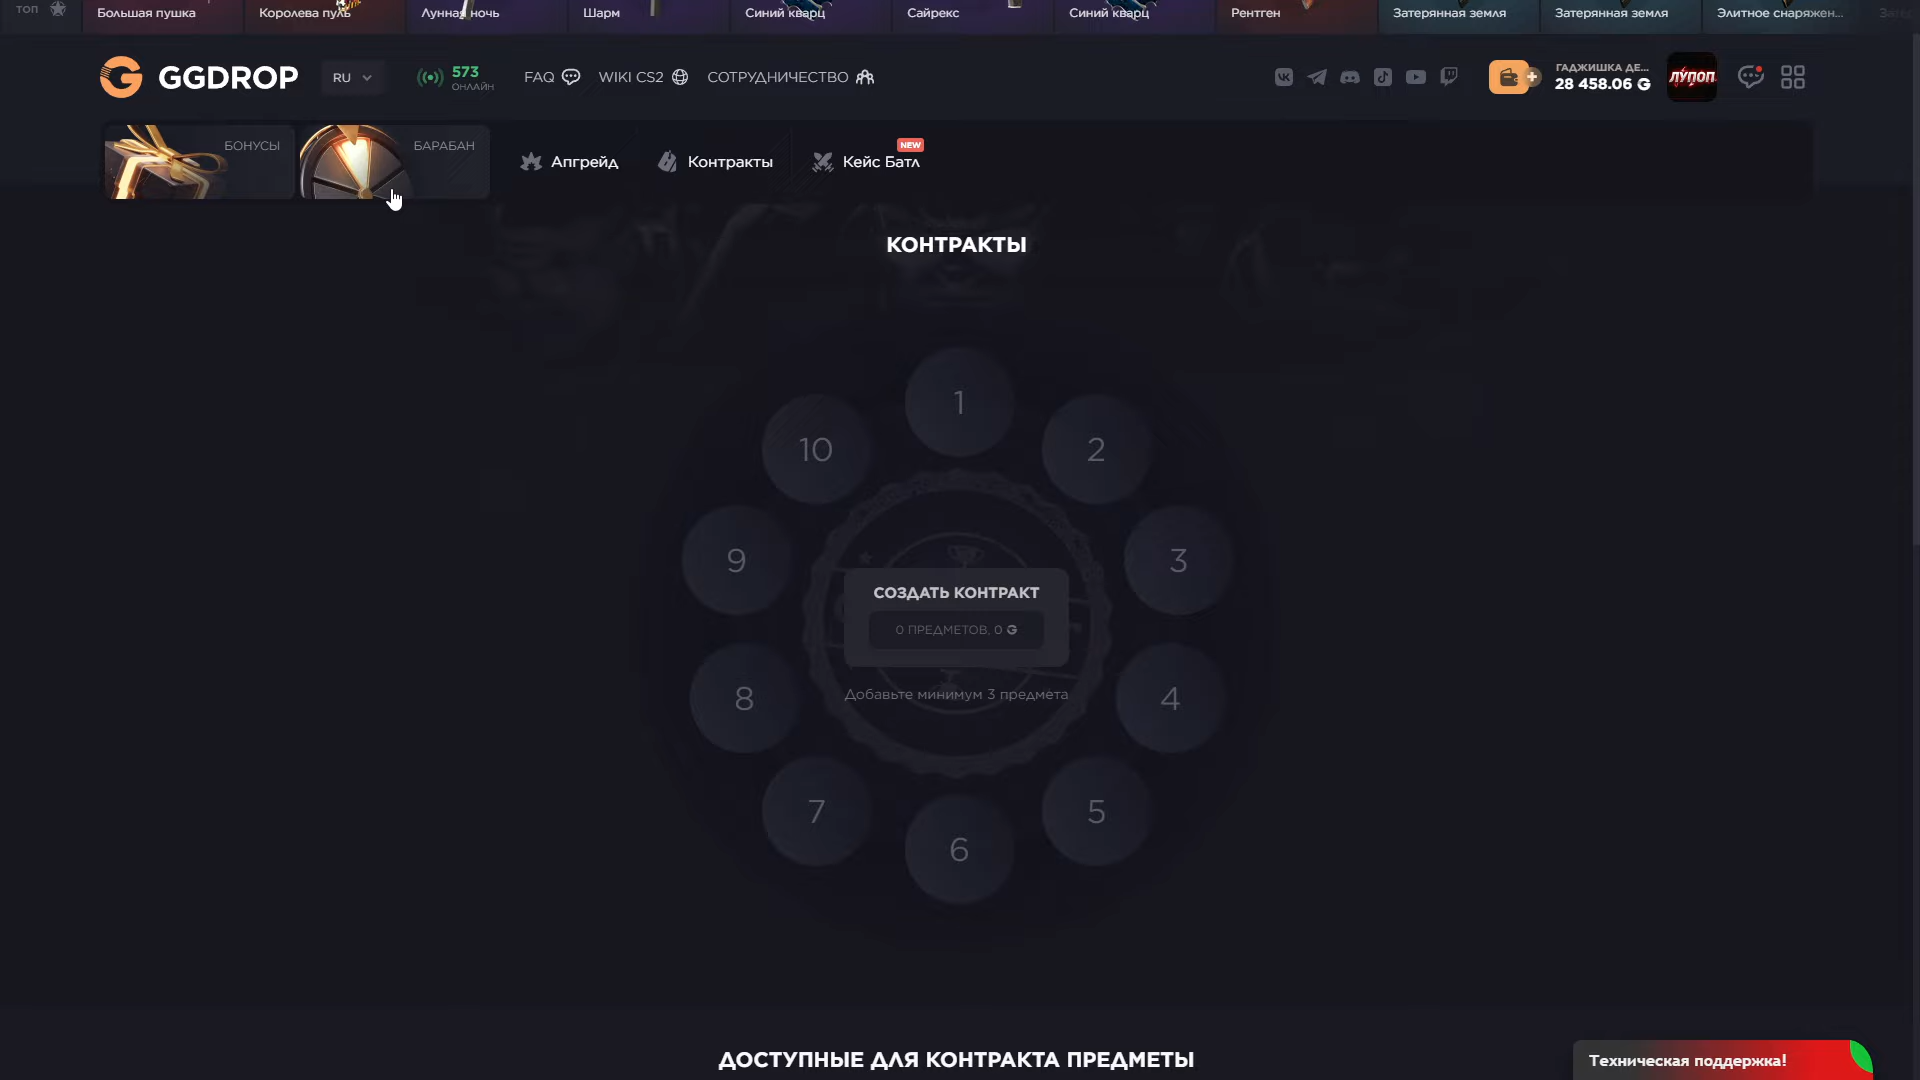 ТОП
Большая пушка
Королева пуль
Лунная ночь
Шарм
Синий кварц
Сайрекс
Синий кварц
Рентген
Затерянная земля
Затерянная земля
Элитное снаряжен...
GGDROP
RU
573
ОНЛАЙН
FAQ
WIKI CS2
СОТРУДНИЧЕСТВО
ГАДЖИШКА ДЕ...
28 458.06 G
ЛУПОП
БОНУСЫ
БАРАБАН
Апгрейд
Контракты
Кейс Батл
NEW
КОНТРАКТЫ
1
2
3
4
5
6
7
8
9
10
СОЗДАТЬ КОНТРАКТ
0 ПРЕДМЕТОВ, 0 G
Добавьте минимум 3 предмета
ДОСТУПНЫЕ ДЛЯ КОНТРАКТА ПРЕДМЕТЫ
Техническая поддержка!